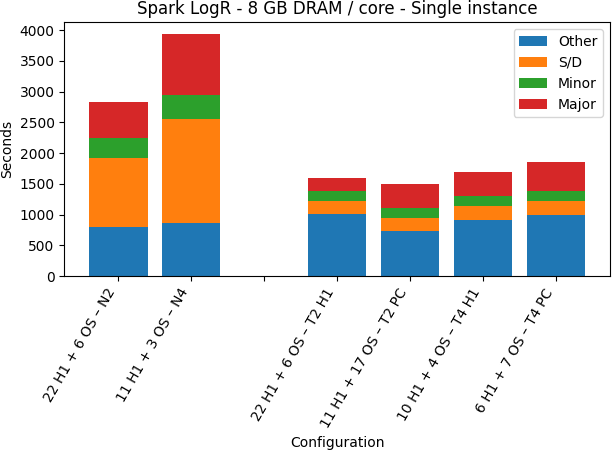 Spark LogR - 8 GB DRAM / core - Single instance
Seconds
4000
3500
3000
2500
2000
1500
1000
500
0
Other
S/D
Minor
Major
22 H1 + 6 OS – N2
11 H1 + 3 OS – N4
22 H1 + 6 OS – T2 H1
11 H1 + 17 OS – T2 PC
10 H1 + 4 OS – T4 H1
6 H1 + 7 OS – T4 PC
Configuration